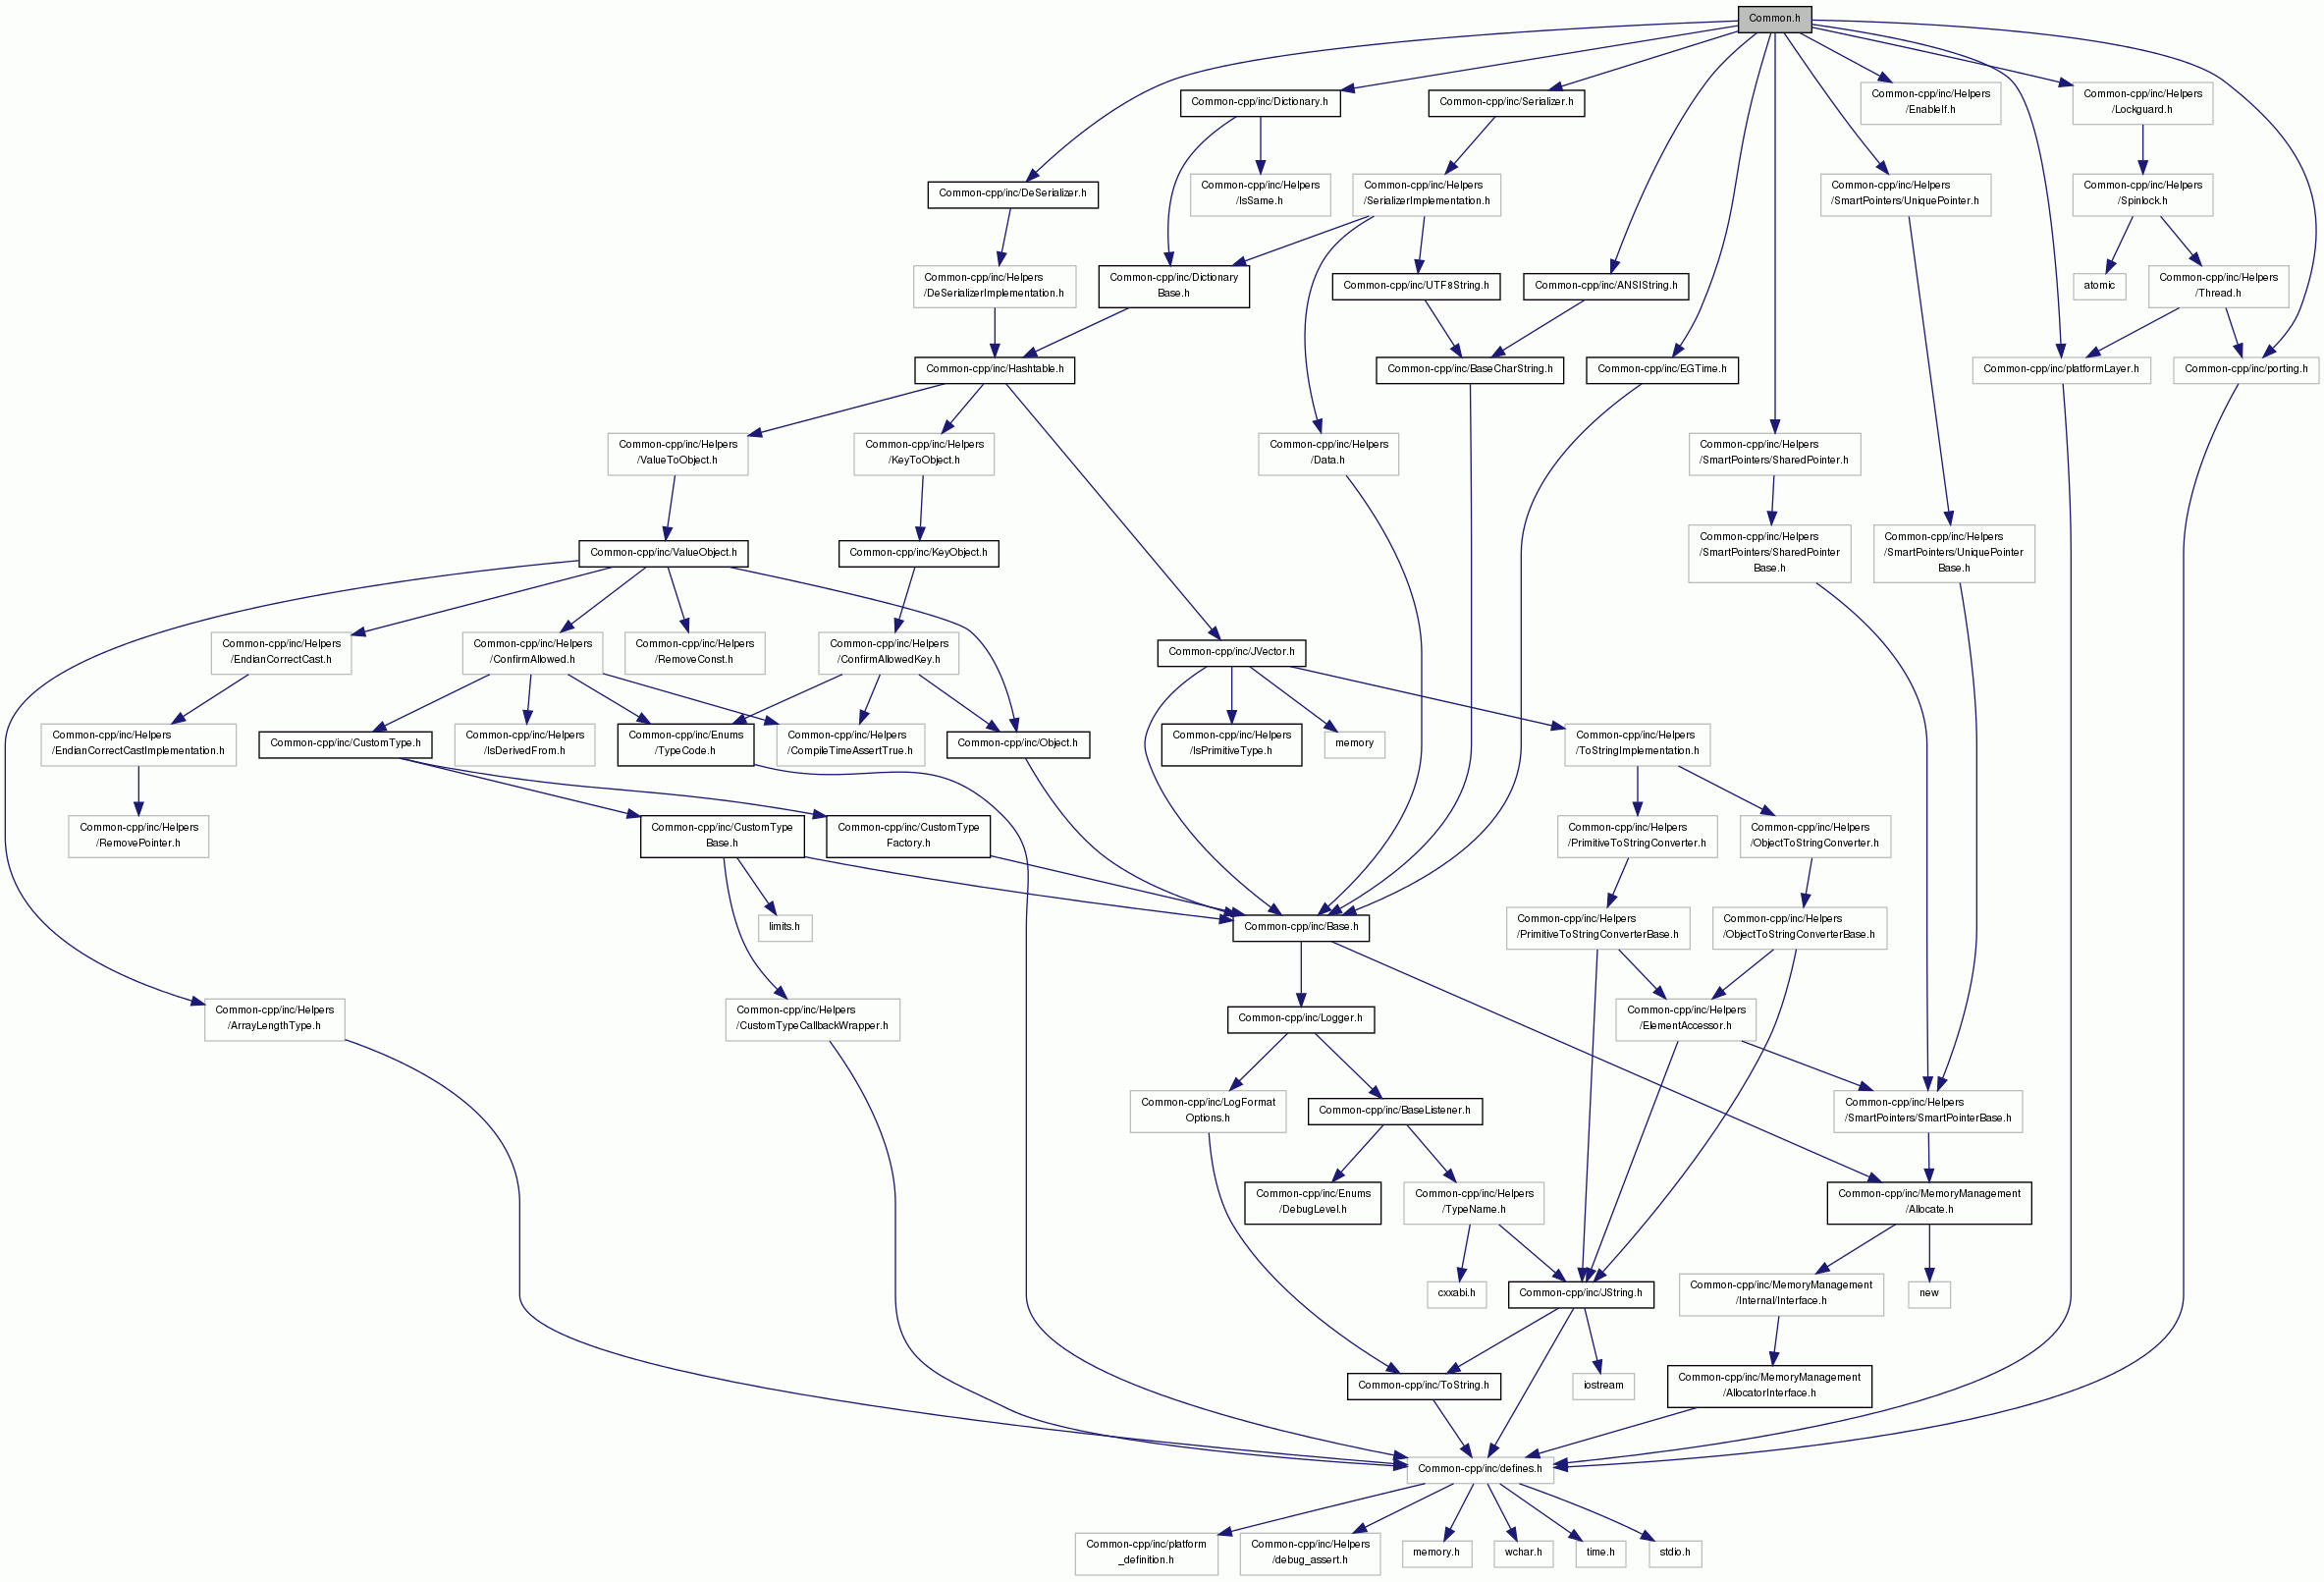 Common.h
Common-cpp/inc/Dictionary.h
Common-cpp/inc/Serializer.h
Common-cpp/inc/Helpers
/EnableIf.h
Common-cpp/inc/Helpers
/Lockguard.h
Common-cpp/inc/DeSerializer.h
Common-cpp/inc/Helpers
/IsSame.h
Common-cpp/inc/Helpers
/SerializerImplementation.h
Common-cpp/inc/Helpers
/SmartPointers/UniquePointer.h
Common-cpp/inc/Helpers
/Spinlock.h
Common-cpp/inc/Helpers
/DeSerializerImplementation.h
Common-cpp/inc/Dictionary
Base.h
Common-cpp/inc/UTF8String.h
Common-cpp/inc/ANSIString.h
atomic
Common-cpp/inc/Helpers
/Thread.h
Common-cpp/inc/Hashtable.h
Common-cpp/inc/BaseCharString.h
Common-cpp/inc/EGTime.h
Common-cpp/inc/platformLayer.h
Common-cpp/inc/porting.h
Common-cpp/inc/Helpers
/ValueToObject.h
Common-cpp/inc/Helpers
/KeyToObject.h
Common-cpp/inc/Helpers
/Data.h
Common-cpp/inc/Helpers
/SmartPointers/SharedPointer.h
Common-cpp/inc/ValueObject.h
Common-cpp/inc/KeyObject.h
Common-cpp/inc/Helpers
/SmartPointers/SharedPointer
Base.h
Common-cpp/inc/Helpers
/SmartPointers/UniquePointer
Base.h
Common-cpp/inc/Helpers
/EndianCorrectCast.h
Common-cpp/inc/Helpers
/ConfirmAllowed.h
Common-cpp/inc/Helpers
/RemoveConst.h
Common-cpp/inc/Helpers
/ConfirmAllowedKey.h
Common-cpp/inc/JVector.h
Common-cpp/inc/Helpers
/EndianCorrectCastImplementation.h
Common-cpp/inc/CustomType.h
Common-cpp/inc/Helpers
/IsDerivedFrom.h
Common-cpp/inc/Enums
/TypeCode.h
Common-cpp/inc/Helpers
/CompileTimeAssertTrue.h
Common-cpp/inc/Object.h
Common-cpp/inc/Helpers
/IsPrimitiveType.h
memory
Common-cpp/inc/Helpers
/ToStringImplementation.h
Common-cpp/inc/Helpers
/RemovePointer.h
Common-cpp/inc/CustomType
Base.h
Common-cpp/inc/CustomType
Factory.h
Common-cpp/inc/Helpers
/PrimitiveToStringConverter.h
Common-cpp/inc/Helpers
/ObjectToStringConverter.h
limits.h
Common-cpp/inc/Base.h
Common-cpp/inc/Helpers
/PrimitiveToStringConverterBase.h
Common-cpp/inc/Helpers
/ObjectToStringConverterBase.h
Common-cpp/inc/Helpers
/ArrayLengthType.h
Common-cpp/inc/Helpers
/CustomTypeCallbackWrapper.h
Common-cpp/inc/Logger.h
Common-cpp/inc/Helpers
/ElementAccessor.h
Common-cpp/inc/LogFormat
Options.h
Common-cpp/inc/BaseListener.h
Common-cpp/inc/Helpers
/SmartPointers/SmartPointerBase.h
Common-cpp/inc/Enums
/DebugLevel.h
Common-cpp/inc/Helpers
/TypeName.h
Common-cpp/inc/MemoryManagement
/Allocate.h
cxxabi.h
Common-cpp/inc/JString.h
Common-cpp/inc/MemoryManagement
/Internal/Interface.h
new
Common-cpp/inc/ToString.h
iostream
Common-cpp/inc/MemoryManagement
/AllocatorInterface.h
Common-cpp/inc/defines.h
Common-cpp/inc/platform
_definition.h
Common-cpp/inc/Helpers
/debug_assert.h
memory.h
wchar.h
time.h
stdio.h